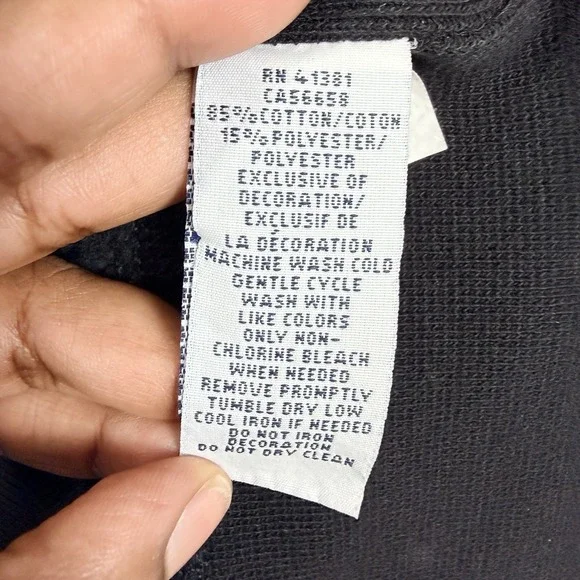 RN 41381
CA56658
85%COTTON/COTON
15%POLYESTER/
POLYESTER
EXCLUSIVE OF
DECORATION/
EXCLUSIF DE
LA DÉCORATION
MACHINE WASH COLD
GENTLE CYCLE
WASH WITH
LIKE COLORS
ONLY NON-
CHLORINE BLEACH
WHEN NEEDED
REMOVE PROMPTLY
TUMBLE DRY LOW
COOL IRON IF NEEDED
DO NOT IRON
DECORATION
DO NOT DRY CLEAN